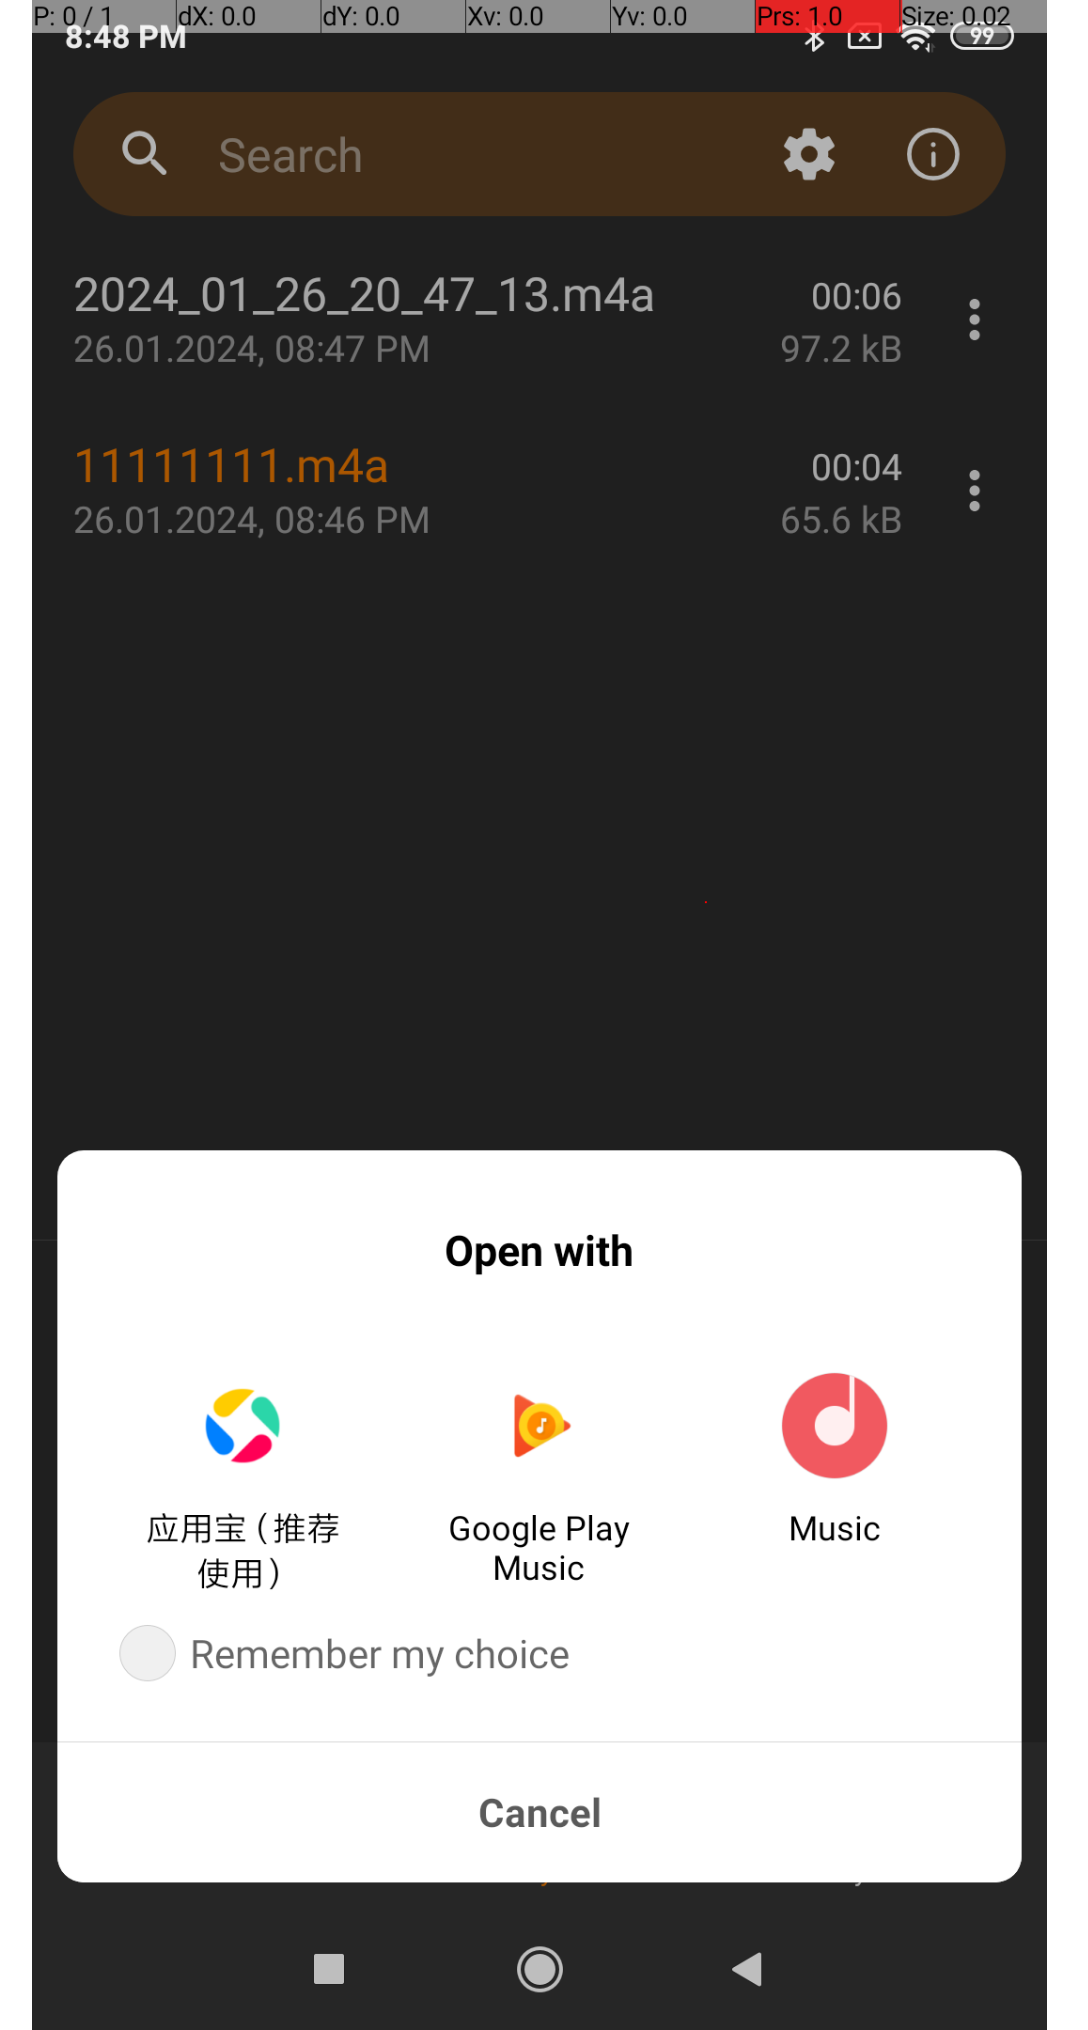 P: 0 / 1 dX: 0.0 dY: 0.0 Xv: 0.0 Yv: 0.0 Prs: 1.0 Size: 0.02
8:48 PM 99
Search
2024_01_26_20_47_13.m4a 00:06
26.01.2024, 08:47 PM 97.2 kB
11111111.m4a 00:04
26.01.2024, 08:46 PM 65.6 kB
Open with
应用宝(推荐
使用)
Google Play
Music
Music
Remember my choice
Cancel